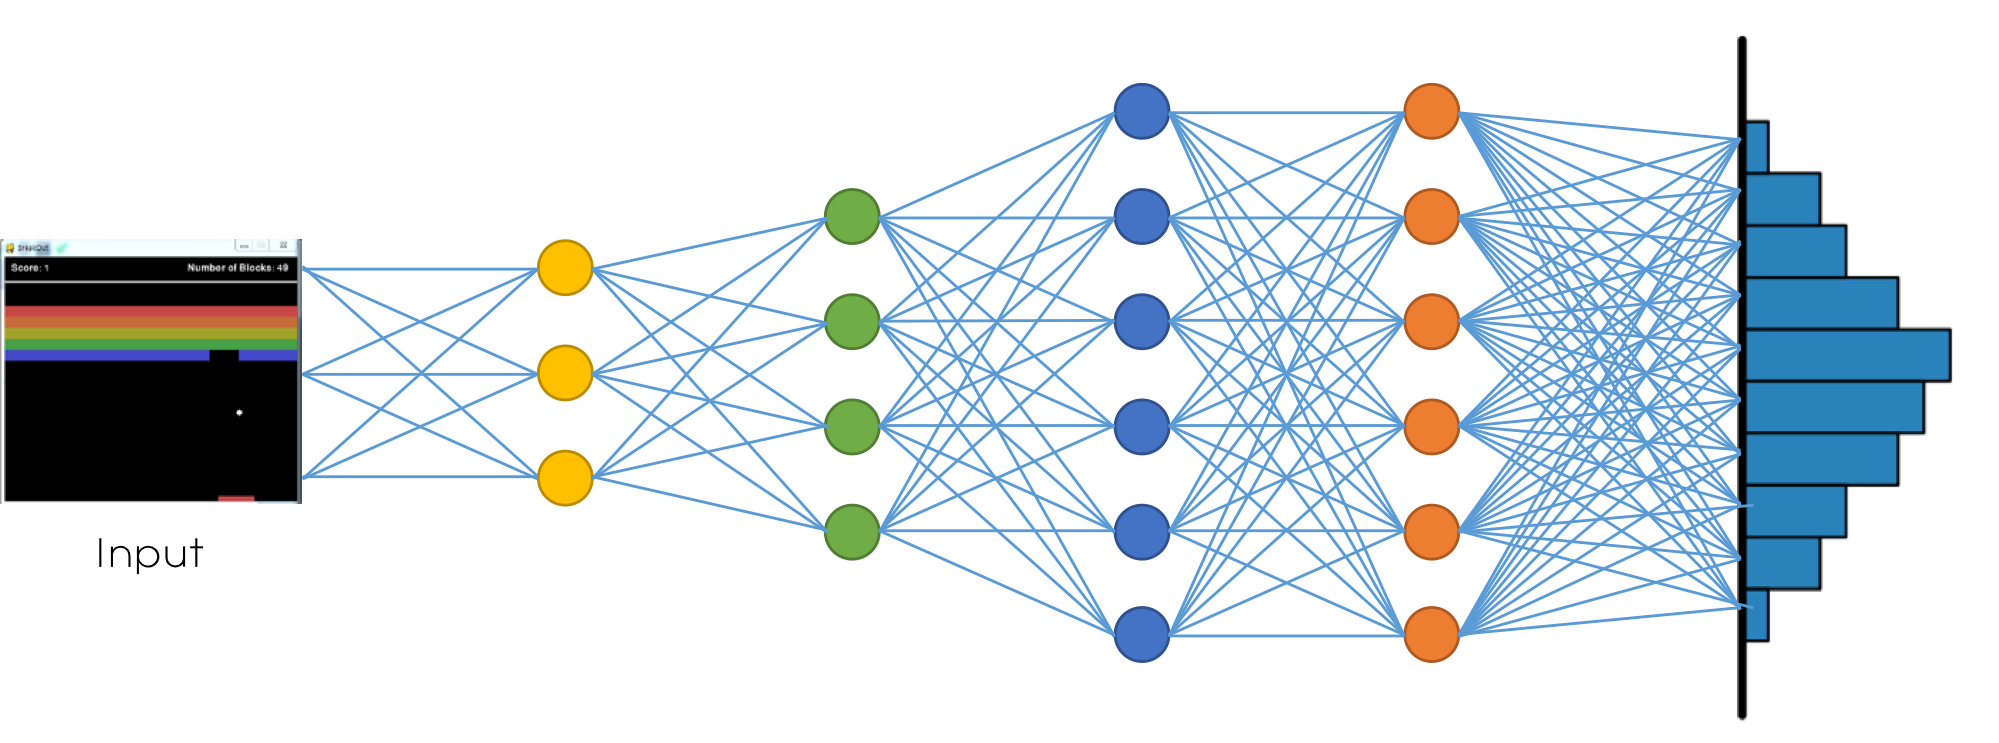 Score: 1
Number of Blocks: 49
Input